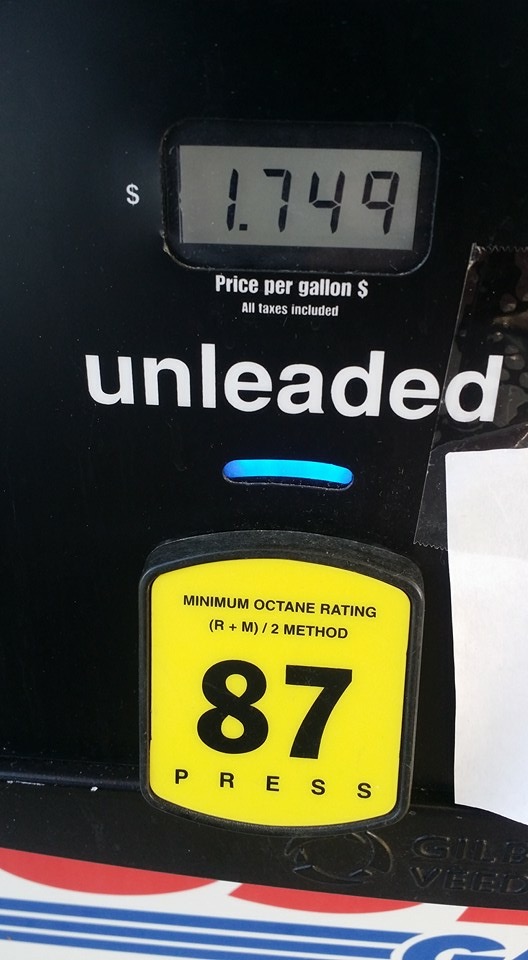 $ 1.749
Price per gallon $
All taxes included
unleaded
MINIMUM OCTANE RATING
(R + M) / 2 METHOD
87
PRESS